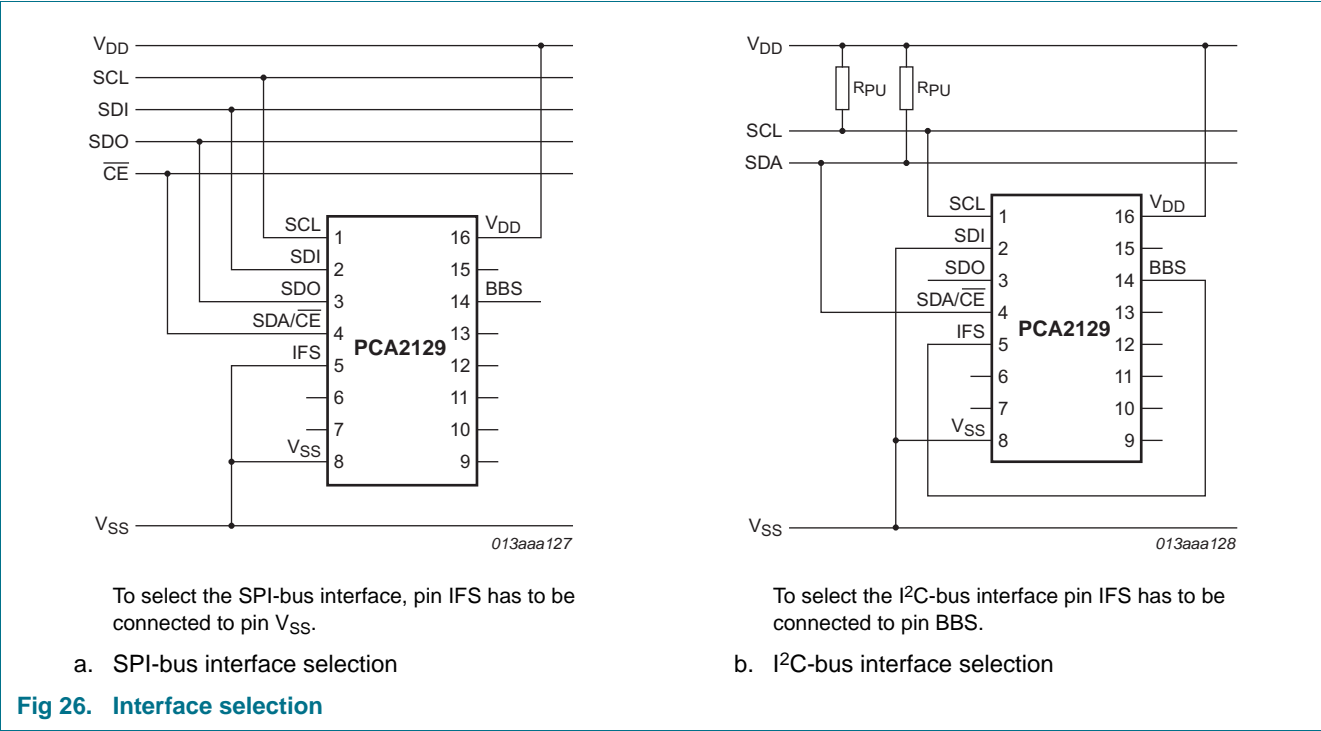 VDD
SCL
SDI
SDO
CE
SCL
SDI
SDO
SDA/CE
IFS
VSS
1
2
3
4
5
6
7
8
PCA2129
16
15
14
13
12
11
10
9
VDD
BBS
VSS
013aaa127
To select the SPI-bus interface, pin IFS has to be
connected to pin VSS.
a. SPI-bus interface selection
VDD
RPU
RPU
SCL
SDA
SCL
SDI
SDO
SDA/CE
IFS
VSS
1
2
3
4
5
6
7
8
PCA2129
16
15
14
13
12
11
10
9
VDD
BBS
VSS
013aaa128
To select the I2C-bus interface pin IFS has to be
connected to pin BBS.
b. I2C-bus interface selection
Fig 26. Interface selection